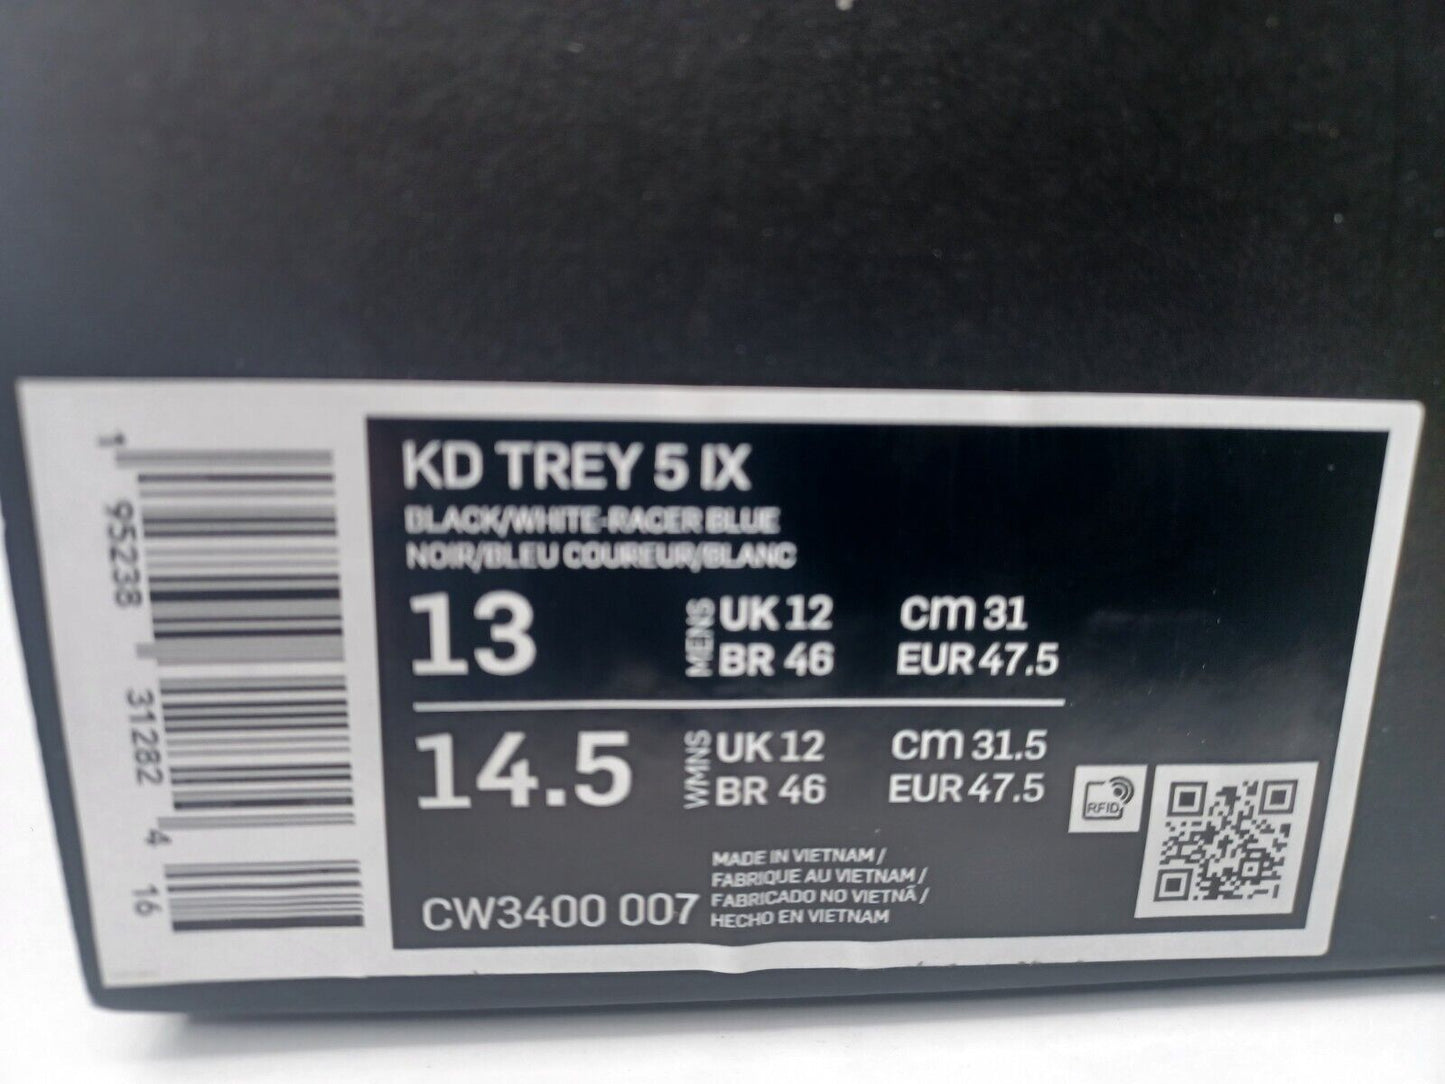 KD TREY 5 IX
BLACK/WHITE-RACER BLUE
NOIR/BLEU COUREUR/BLANC
13 MENS UK 12 CM 31
BR 46 EUR 47.5
14.5 WMNS UK 12 CM 31.5
BR 46 EUR 47.5
RFID
CW3400 007
MADE IN VIETNAM /
FABRIQUE AU VIETNAM /
FABRICADO NO VIETNÃ /
HECHO EN VIETNAM
1 95238 31282 4 16